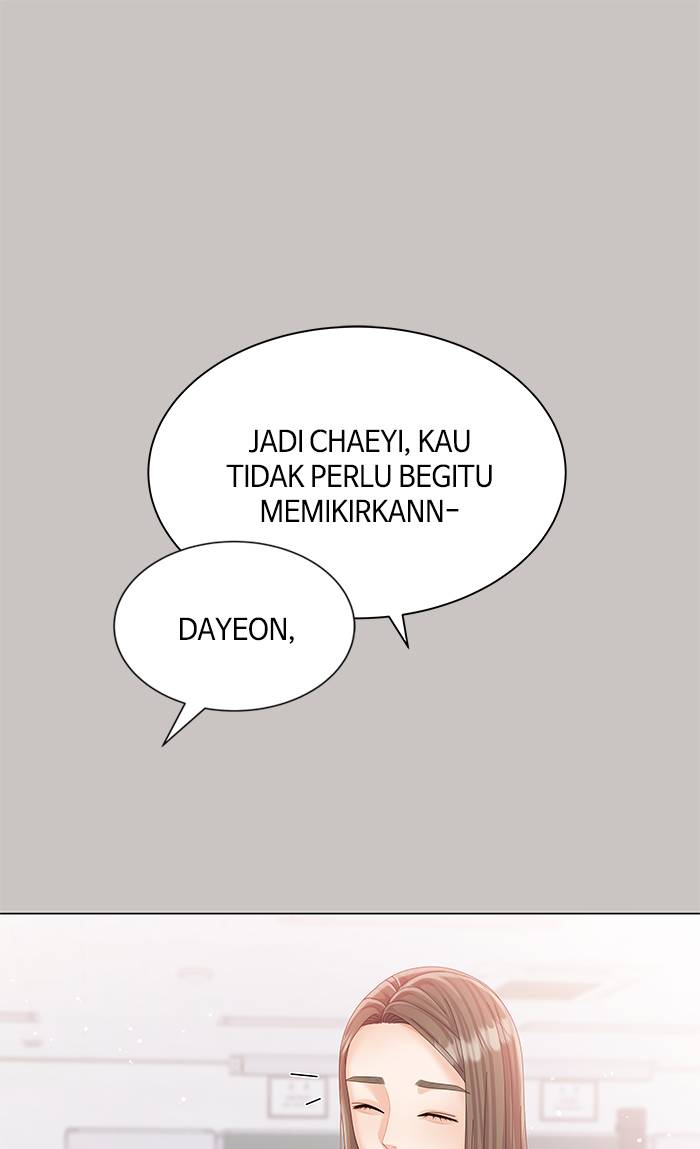 JADI CHAEYI, KAU
TIDAK PERLU BEGITU
MEMIKIRKANN-
DAYEON,